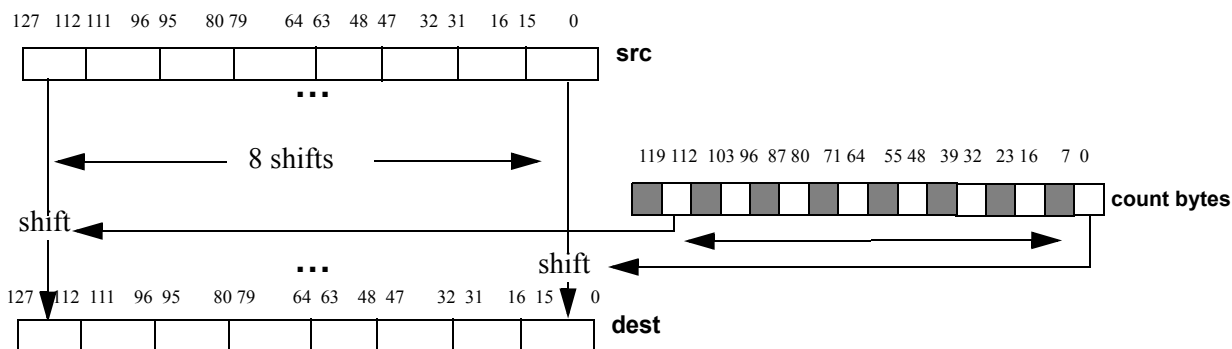 127 112 111 96 95 80 79 64 63 48 47 32 31 16 15 0
src
...
8 shifts
119 112 103 96 87 80 71 64 55 48 39 32 23 16 7 0
count bytes
shift
...
shift
127 112 111 96 95 80 79 64 63 48 47 32 31 16 15 0
dest